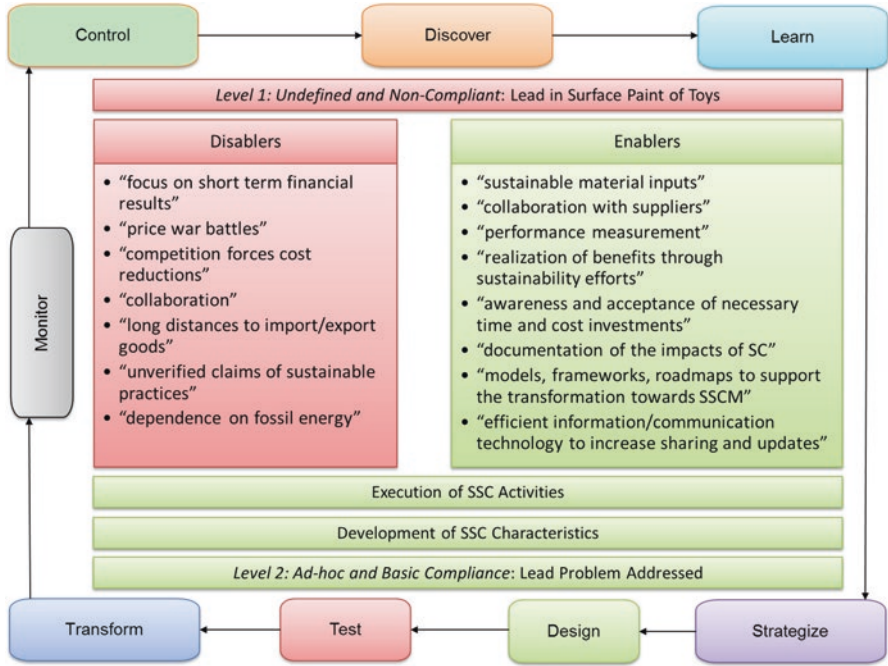 Control
Discover
Learn
Level 1: Undefined and Non-Compliant: Lead in Surface Paint of Toys
Disablers
• “focus on short term financial
results”
• “price war battles”
• “competition forces cost
reductions”
• “collaboration”
• “long distances to import/export
goods”
• “unverified claims of sustainable
practices”
• “dependence on fossil energy”
Enablers
• “sustainable material inputs”
• “collaboration with suppliers”
• “performance measurement”
• “realization of benefits through
sustainability efforts”
• “awareness and acceptance of necessary
time and cost investments”
• “documentation of the impacts of SC”
• “models, frameworks, roadmaps to support
the transformation towards SSCM”
• “efficient information/communication
technology to increase sharing and updates”
Monitor
Execution of SSC Activities
Development of SSC Characteristics
Level 2: Ad-hoc and Basic Compliance: Lead Problem Addressed
Transform
Test
Design
Strategize